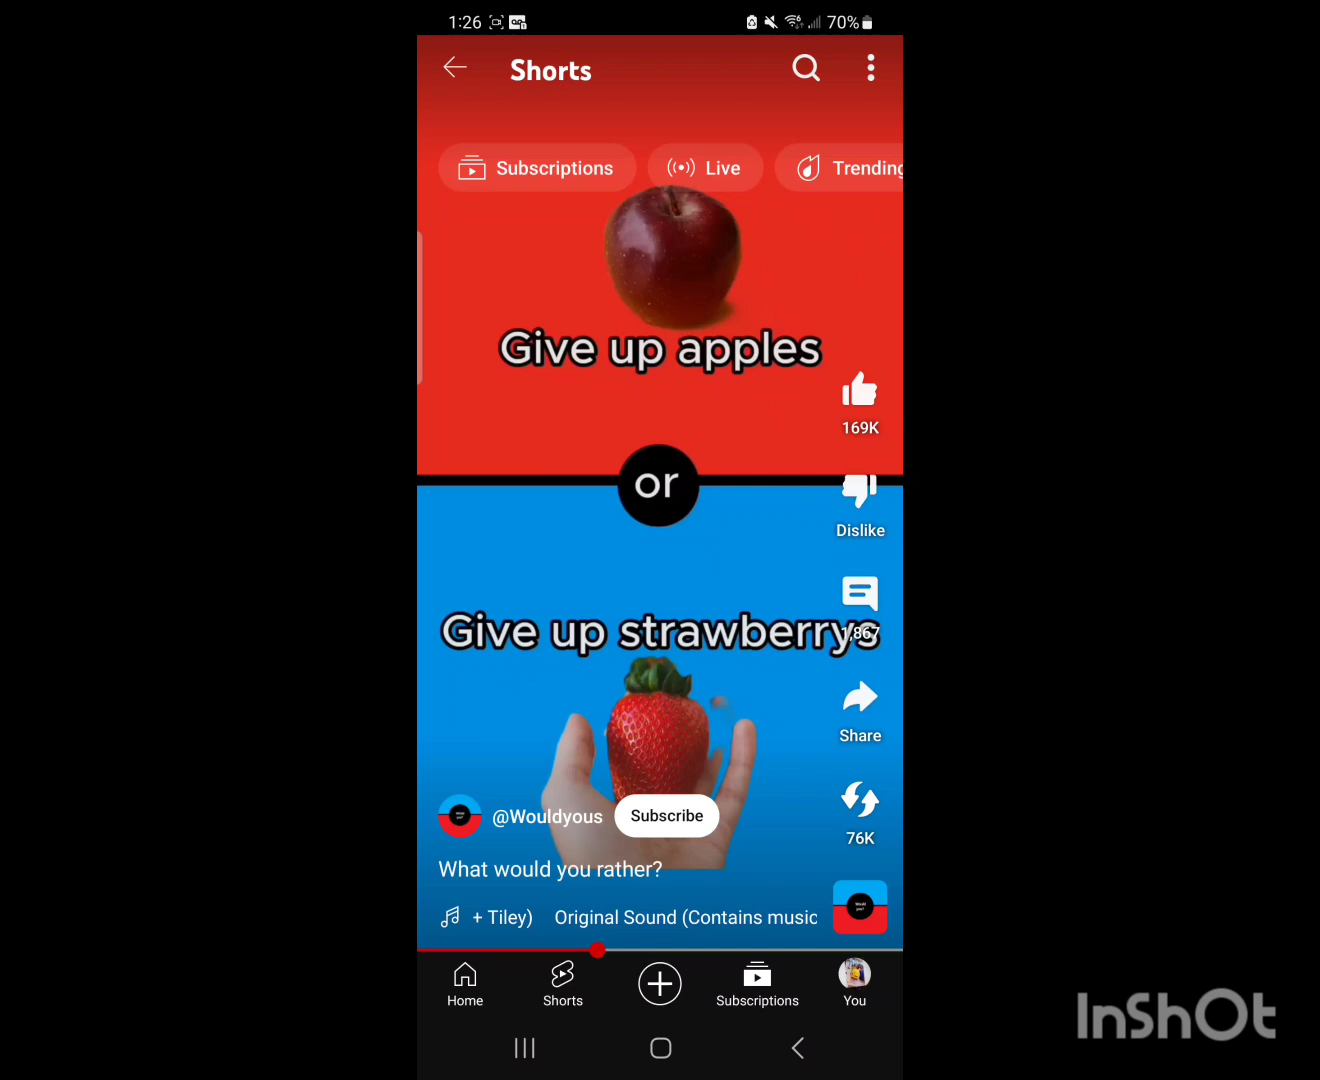 1:26
70%
Shorts
Subscriptions
Live
Trending
Give up apples
169K
or
Dislike
Give up strawberrys
1,867
Share
@Wouldyous
Subscribe
76K
What would you rather?
+ Tiley) Original Sound (Contains music
Home
Shorts
Subscriptions
You
InShOt